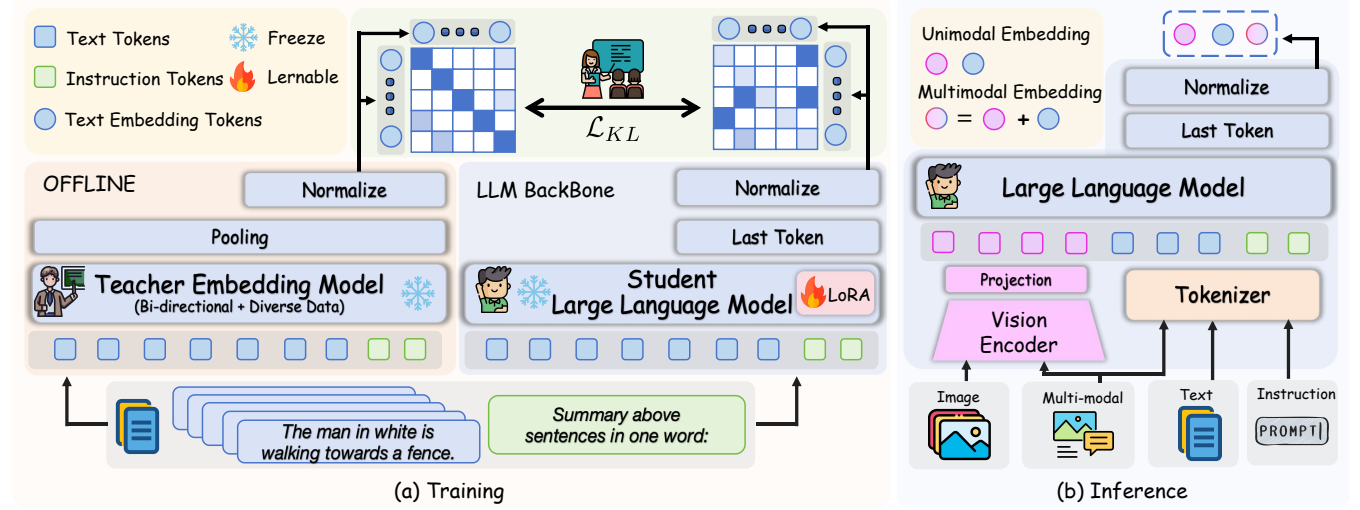 Text Tokens
Freeze
Instruction Tokens
Lernable
Text Embedding Tokens
L_{KL}
OFFLINE
Normalize
Pooling
Teacher Embedding Model
(Bi-directional + Diverse Data)
LLM BackBone
Normalize
Last Token
Student
Large Language Model
LoRA
The man in white is
walking towards a fence.
Summary above
sentences in one word:
(a) Training
Unimodal Embedding
Multimodal Embedding
= +
Normalize
Last Token
Large Language Model
Projection
Vision
Encoder
Tokenizer
Image
Multi-modal
Text
Instruction
PROMPT|
(b) Inference